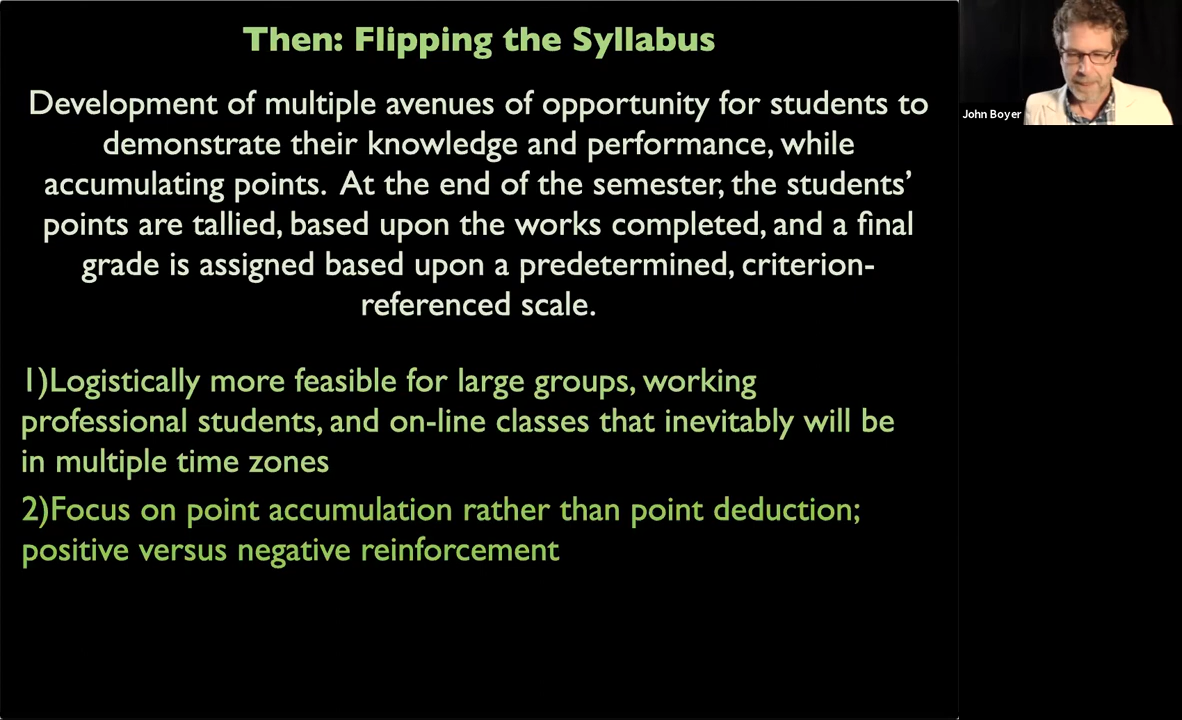 Then: Flipping the Syllabus
Development of multiple avenues of opportunity for students to
demonstrate their knowledge and performance, while
accumulating points.  At the end of the semester, the students’
points are tallied, based upon the works completed, and a final
grade is assigned based upon a predetermined, criterion-
referenced scale.
1)Logistically more feasible for large groups, working
professional students, and on-line classes that inevitably will be
in multiple time zones
2)Focus on point accumulation rather than point deduction;
positive versus negative reinforcement
John Boyer